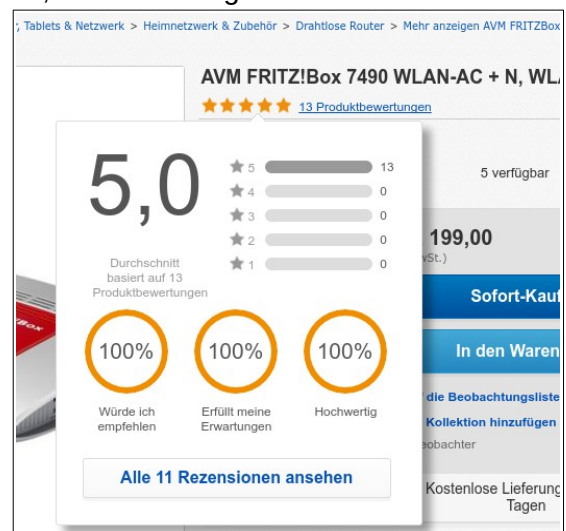 Tablets & Netzwerk > Heimnetzwerk & Zubehör > Drahtlose Router > Mehr anzeigen AVM FRITZBox
AVM FRITZ!Box 7490 WLAN-AC + N,
13 Produktbewertungen
5,0
5 13
4 0
3 0
2 0
1 0
Durchschnitt
basiert auf 13
Produktbewertungen
100% 100% 100%
Würde ich
empfehlen
Erfüllt meine
Erwartungen
Hochwertig
Alle 11 Rezensionen ansehen
5 verfügbar
199,00
Sofort-Kauf
In den Waren
die Beobachtungsliste
Kollektion hinzufügen
eobachter
Kostenlose Lieferung
Tagen
Box